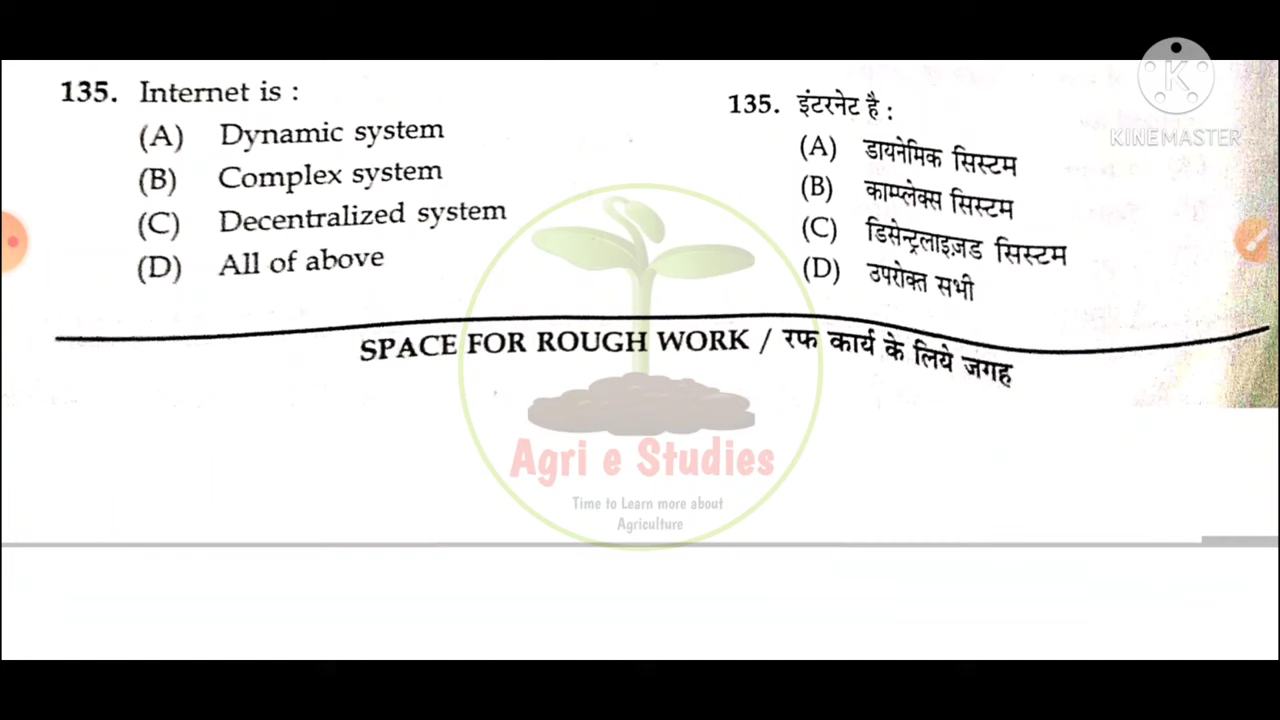 135. Internet is :
(A) Dynamic system
(B) Complex system
(C) Decentralized system
(D) All of above
135. इंटरनेट है :
(A) डायनेमिक सिस्टम
(B) काम्प्लेक्स सिस्टम
(C) डिसेन्ट्रलाइज़ड सिस्टम
(D) उपरोक्त सभी
SPACE FOR ROUGH WORK / रफ कार्य के लिये जगह
K
KINEMASTER
Agri e Studies
Time to Learn more about
Agriculture